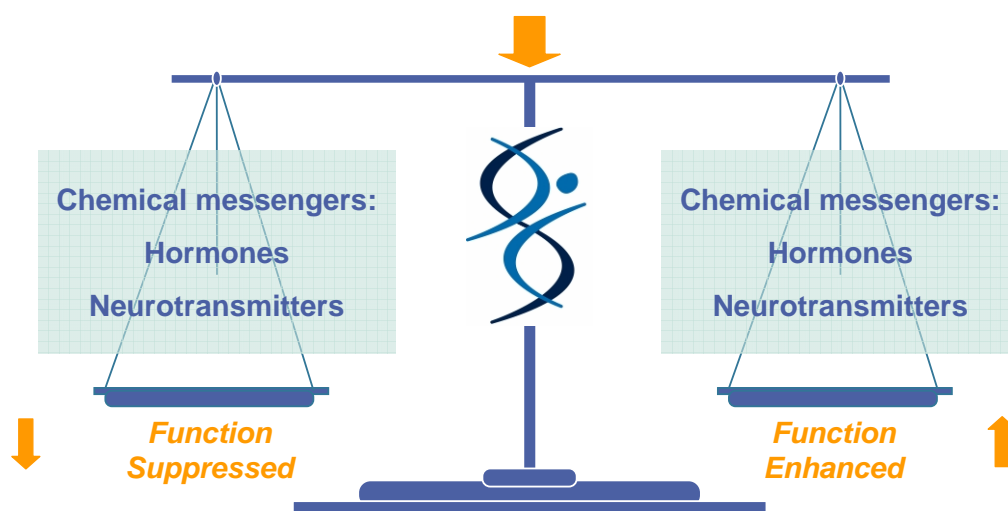 Chemical messengers:
Hormones
Neurotransmitters
Function
Suppressed
Chemical messengers:
Hormones
Neurotransmitters
Function
Enhanced